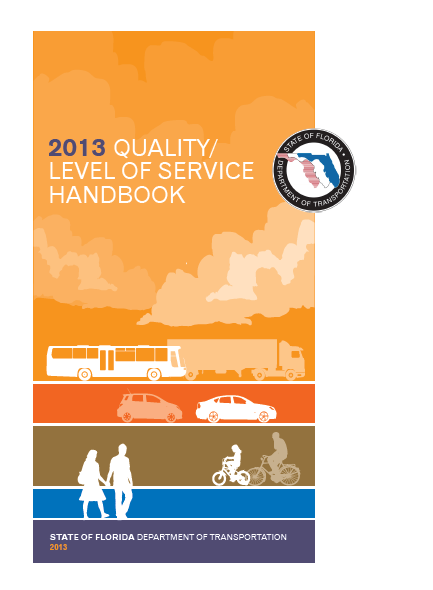 2013 QUALITY/
LEVEL OF SERVICE
HANDBOOK
STATE OF FLORIDA
DEPARTMENT OF TRANSPORTATION
STATE OF FLORIDA DEPARTMENT OF TRANSPORTATION
2013